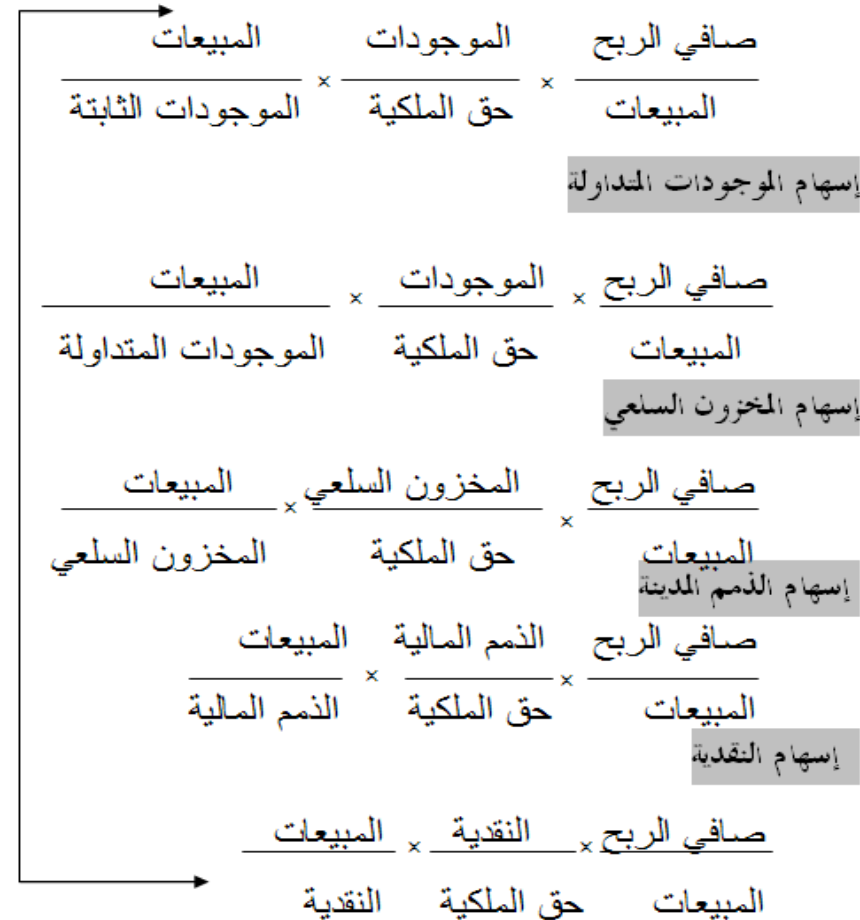 صافي الربح الموجودات المبيعات
× ×
المبيعات حق الملكية الموجودات الثابتة
إسهام الموجودات المتداولة
صافي الربح الموجودات المبيعات
× ×
المبيعات حق الملكية الموجودات المتداولة
إسهام المخزون السلعي
صافي الربح المخزون السلعي المبيعات
× ×
المبيعات حق الملكية المخزون السلعي
إسهام الذمم المدينة
صافي الربح الذمم المالية المبيعات
× ×
المبيعات حق الملكية الذمم المالية
إسهام النقدية
صافي الربح النقدية المبيعات
× ×
المبيعات حق الملكية النقدية